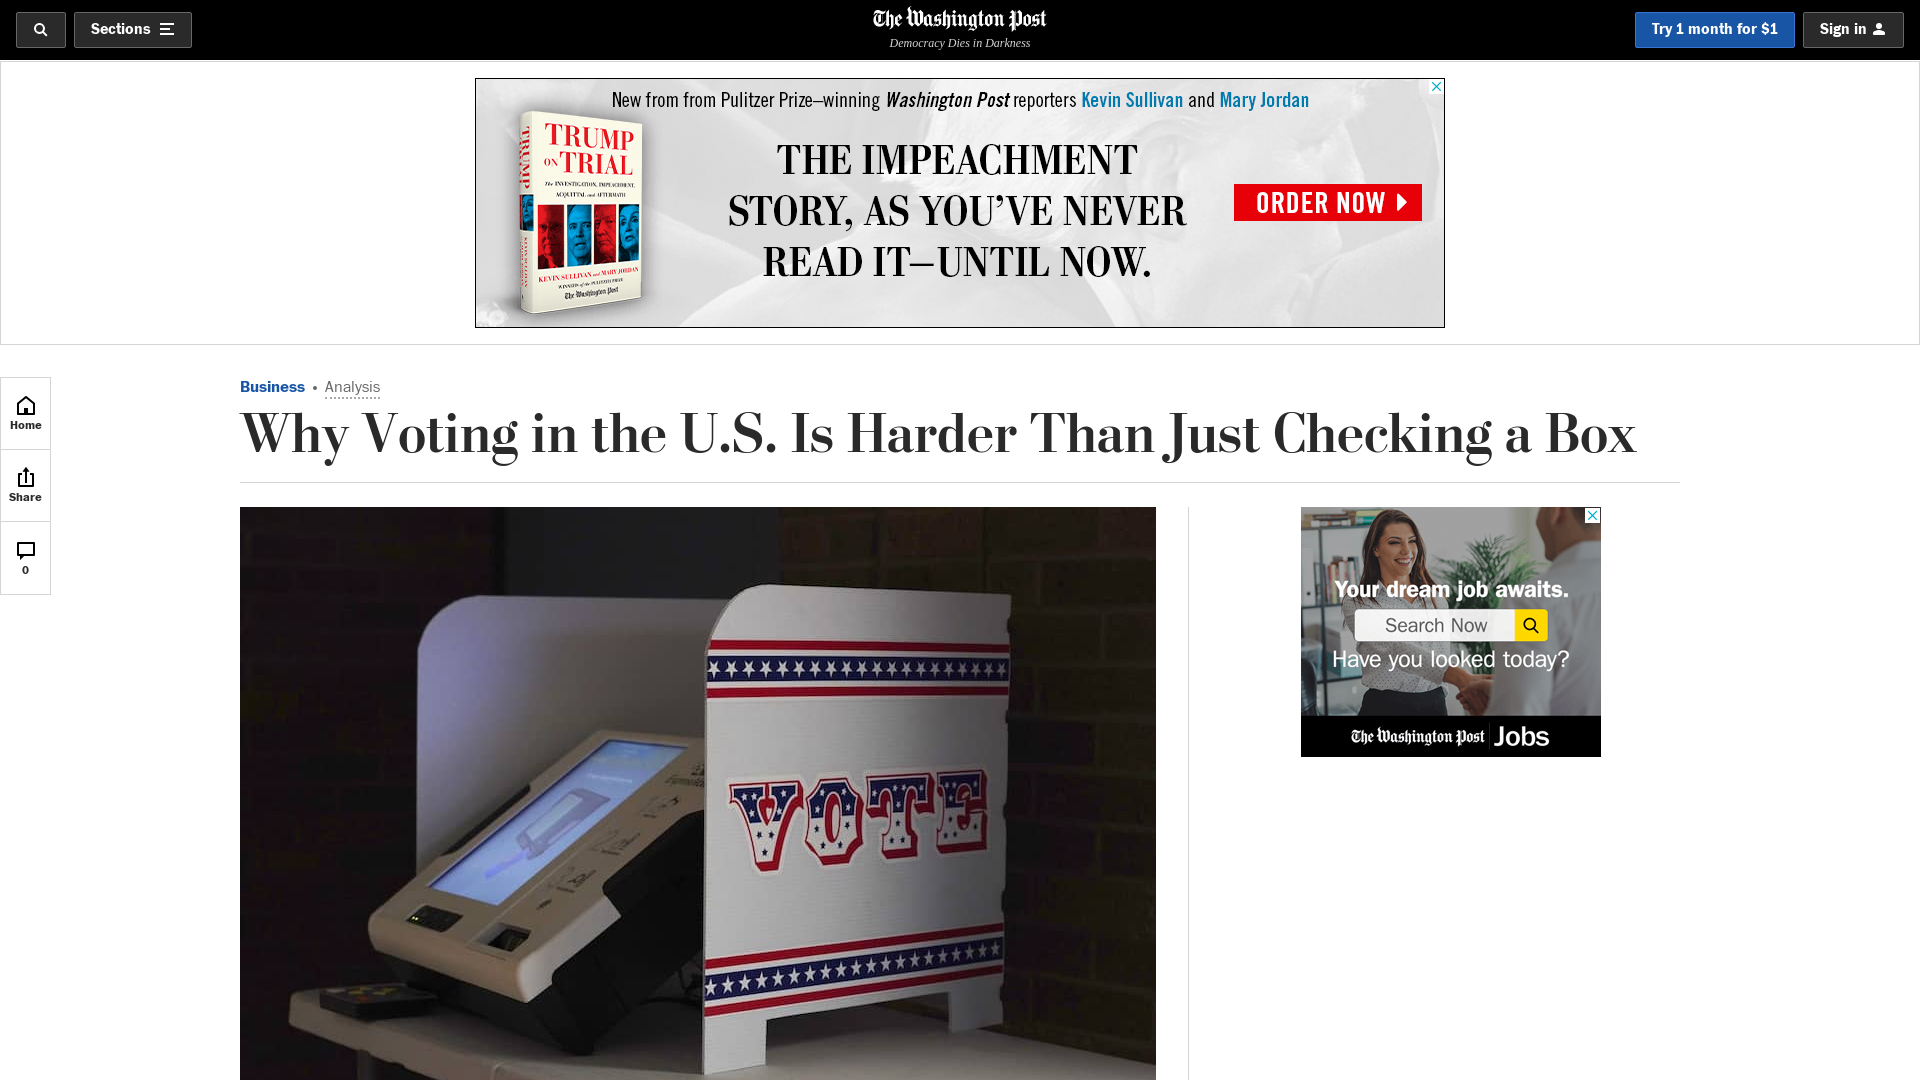 Sections
The Washington Post
Democracy Dies in Darkness
Try 1 month for $1
Sign in
New from from Pulitzer Prize–winning Washington Post reporters Kevin Sullivan and Mary Jordan
TRUMP
ON TRIAL
The INVESTIGATION, IMPEACHMENT,
ACQUITTAL and AFTERMATH
KEVIN SULLIVAN and MARY JORDAN
WINNERS of the PULITZER PRIZE
The Washington Post
TRUMP
THE IMPEACHMENT
STORY, AS YOU’VE NEVER
READ IT—UNTIL NOW.
ORDER NOW
Home
Share
0
Business • Analysis
Why Voting in the U.S. Is Harder Than Just Checking a Box
VOTE
Your dream job awaits.
Search Now
Have you looked today?
The Washington Post Jobs